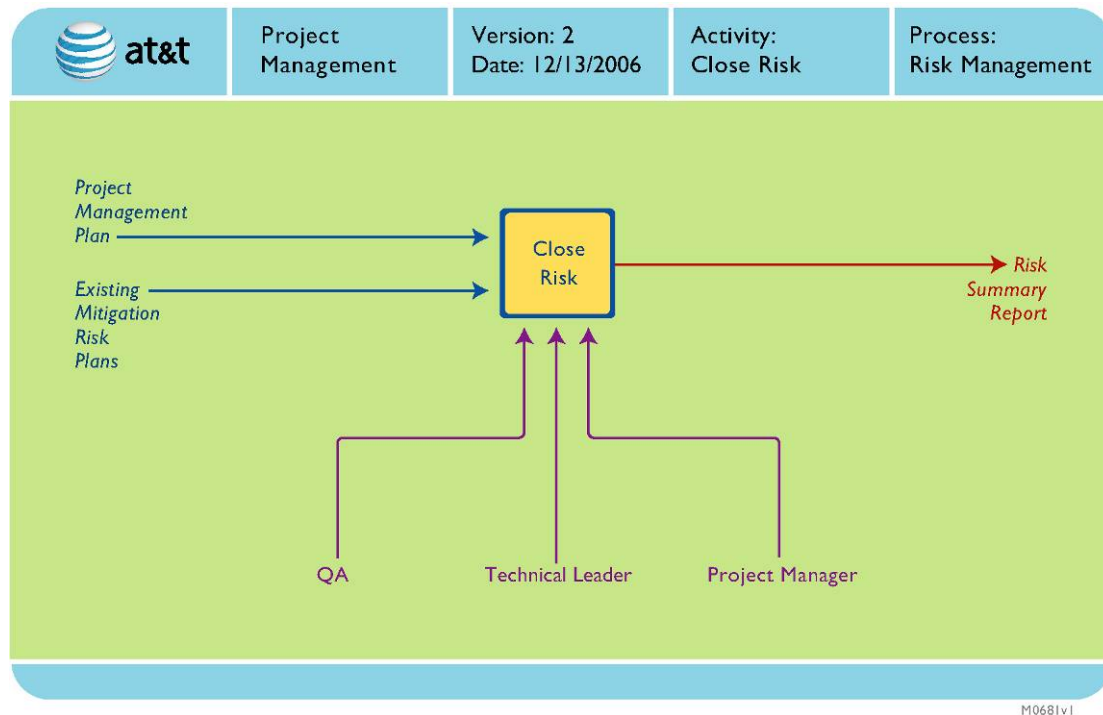 at&t
Project
Management
Version: 2
Date: 12/13/2006
Activity:
Close Risk
Process:
Risk Management
Project
Management
Plan
Existing
Mitigation
Risk
Plans
Close
Risk
Risk
Summary
Report
QA
Technical Leader
Project Manager
M0681v1